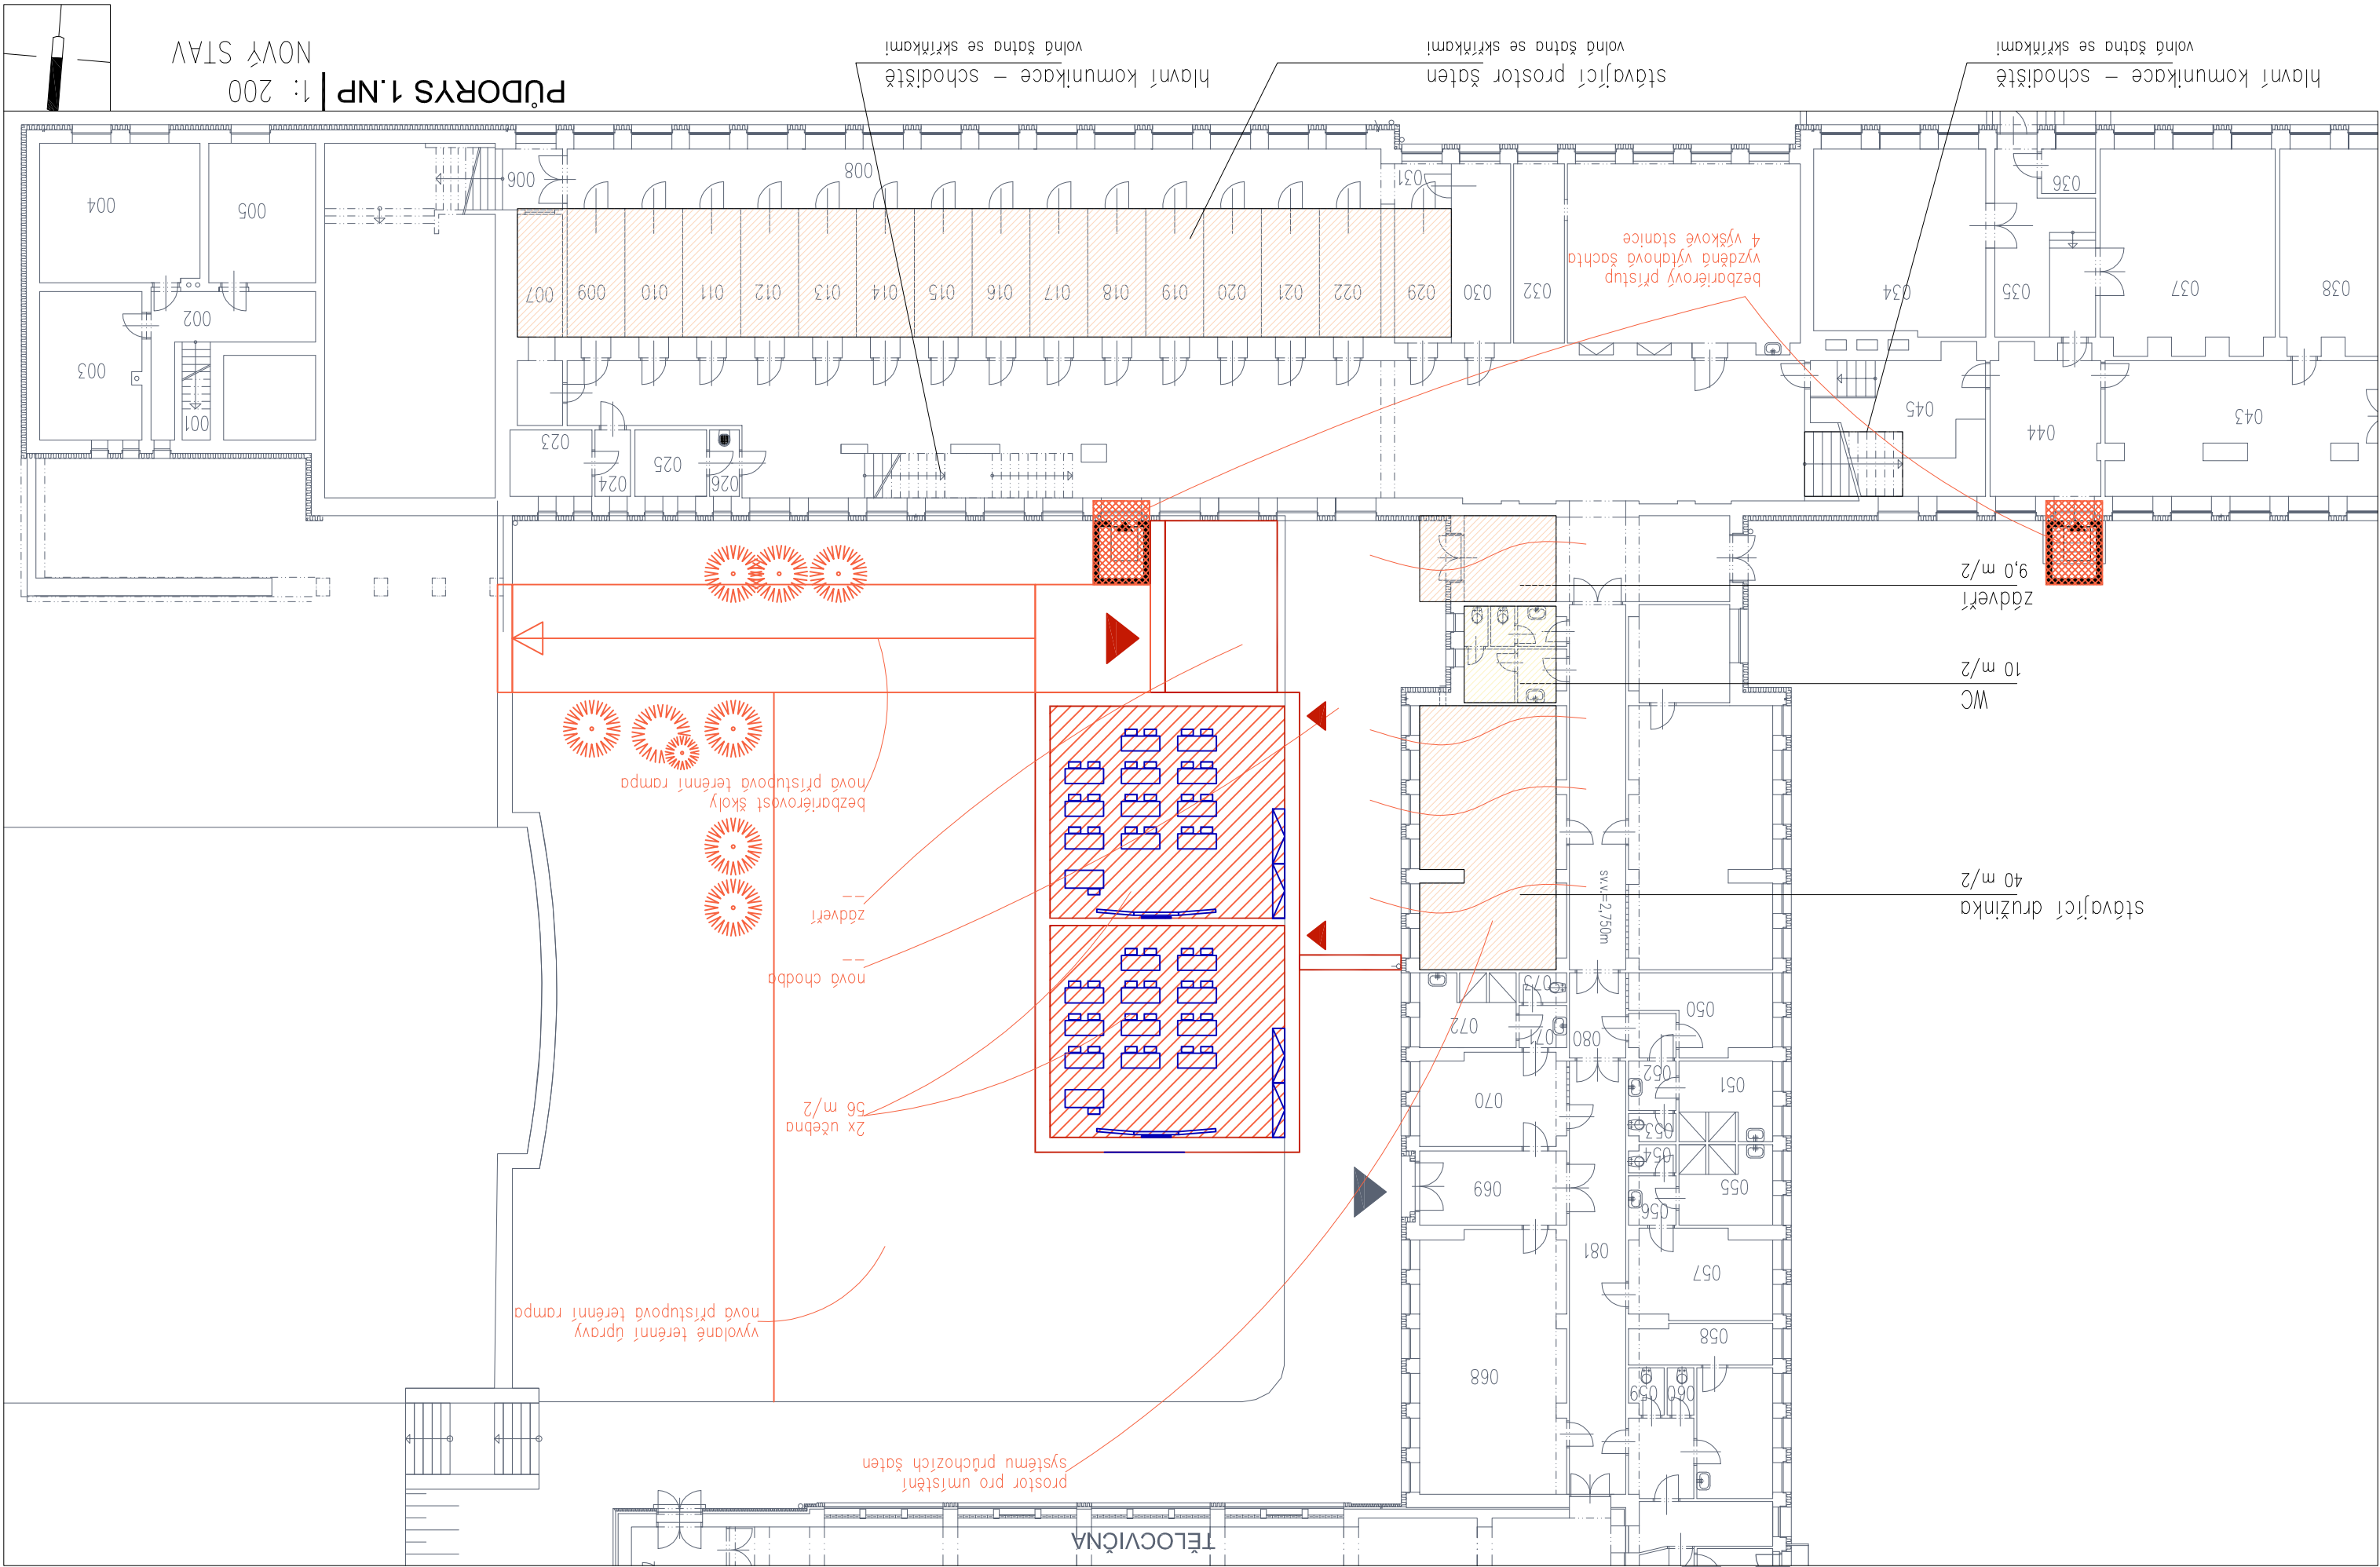 TĚLOCVIČNA
prostor pro umístění
systému průchozích šaten
060
059
068
058
vyvolané terénní úpravy
nová přístupová terénní rampa
057
081
056
055
069
054
053
2x učebna
56 m/2
070
051
052
080
071
072
050
073
nová chodba
--
zádveří
--
stávající družinka
40 m/2
sv.v.=2,750m
bezbariérovost školy
nová přístupová terénní rampa
WC
10 m/2
zádveří
9,0 m/2
026
025
024
023
043
044
045
001
003
002
038
037
035
034
032
030
029
022
021
020
019
018
017
016
015
014
013
012
011
010
009
007
bezbariérový přístup
vyzděná výtahová šachta
4 výškové stanice
036
031
008
006
005
004
hlavní komunikace – schodiště
volná šatna se skříňkami
stávající prostor šaten
volná šatna se skříňkami
hlavní komunikace – schodiště
volná šatna se skříňkami
PŮDORYS 1.NP | 1: 200
NOVÝ STAV